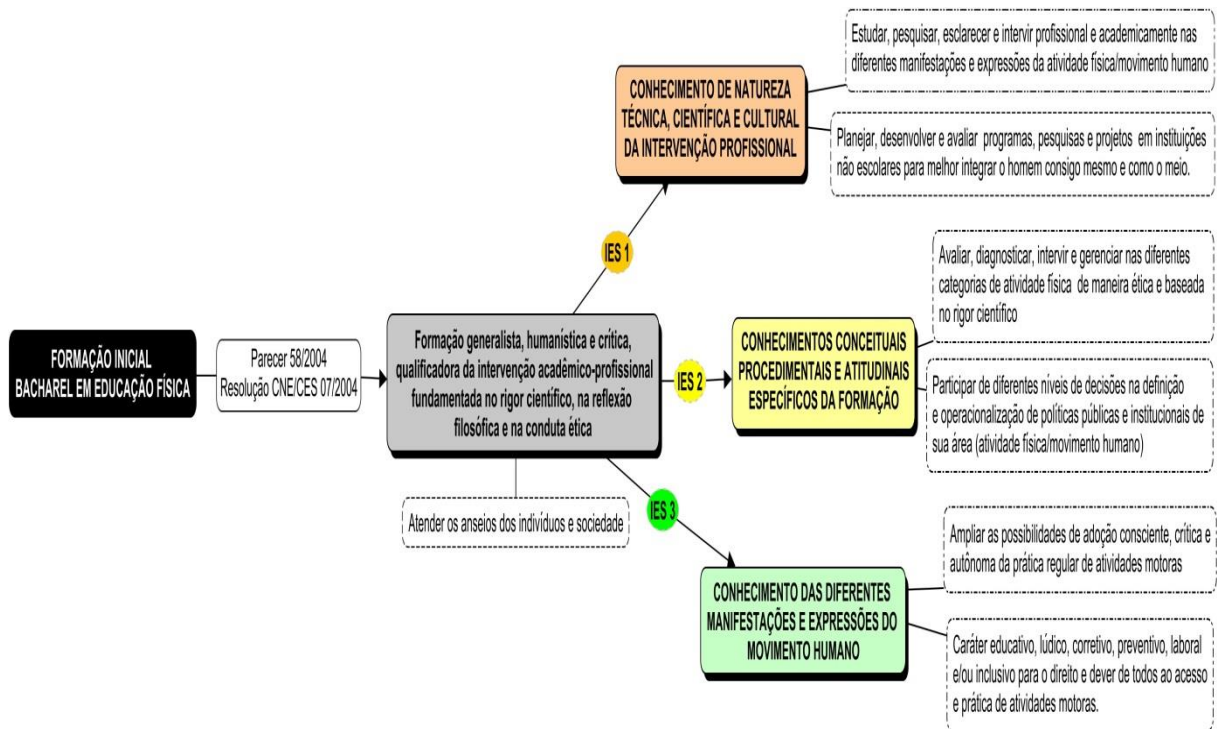 FORMAÇÃO INICIAL
BACHAREL EM EDUCAÇÃO FÍSICA
Parecer 58/2004
Resolução CNE/CES 07/2004
Formação generalista, humanística e crítica,
qualificadora da intervenção acadêmico-profissional
fundamentada no rigor científico, na reflexão
filosófica e na conduta ética
Atender os anseios dos indivíduos e sociedade
IES 1
CONHECIMENTO DE NATUREZA
TÉCNICA, CIENTÍFICA E CULTURAL
DA INTERVENÇÃO PROFISSIONAL
Estudar, pesquisar, esclarecer e intervir profissional e academicamente nas
diferentes manifestações e expressões da atividade física/movimento humano
Planejar, desenvolver e avaliar programas, pesquisas e projetos em instituições
não escolares para melhor integrar o homem consigo mesmo e como o meio.
IES 2
CONHECIMENTOS CONCEITUAIS
PROCEDIMENTAIS E ATITUDINAIS
ESPECÍFICOS DA FORMAÇÃO
Avaliar, diagnosticar, intervir e gerenciar nas diferentes
categorias de atividade física de maneira ética e baseada
no rigor científico
Participar de diferentes níveis de decisões na definição
e operacionalização de políticas públicas e institucionais de
sua área (atividade física/movimento humano)
IES 3
CONHECIMENTO DAS DIFERENTES
MANIFESTAÇÕES E EXPRESSÕES DO
MOVIMENTO HUMANO
Ampliar as possibilidades de adoção consciente, crítica e
autônoma da prática regular de atividades motoras
Caráter educativo, lúdico, corretivo, preventivo, laboral
e/ou inclusivo para o direito e dever de todos ao acesso
e prática de atividades motoras.